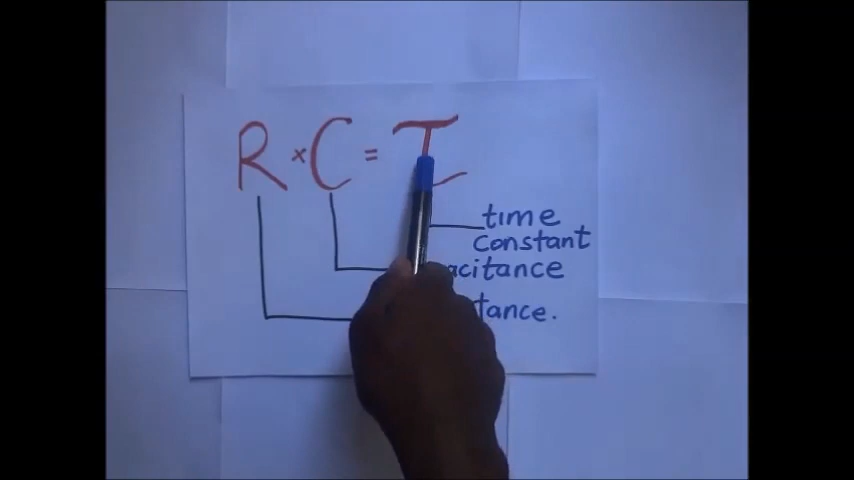 R × C = τ
time
constant
acitance
tance.